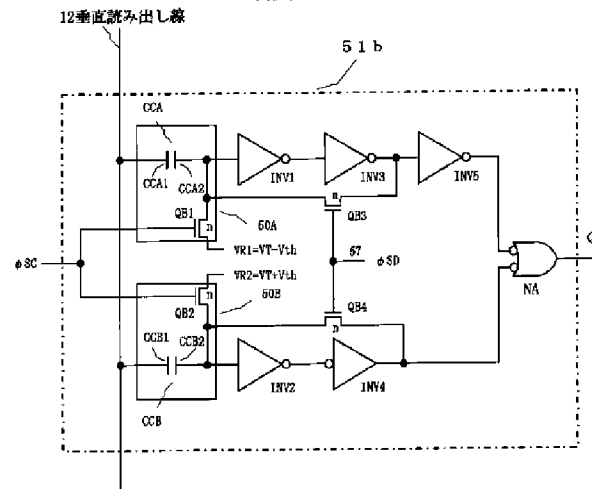 12垂直読み出し線
51b
CCA
CCA1
CCA2
INV1
INV3
INV5
QB1
n
50A
n
QB3
VR1=VT-Vth
φSC
57
φSD
NA
VR2=VT+Vth
n
QB2
50B
QB4
n
CCB1
CCB2
INV2
INV4
CCB